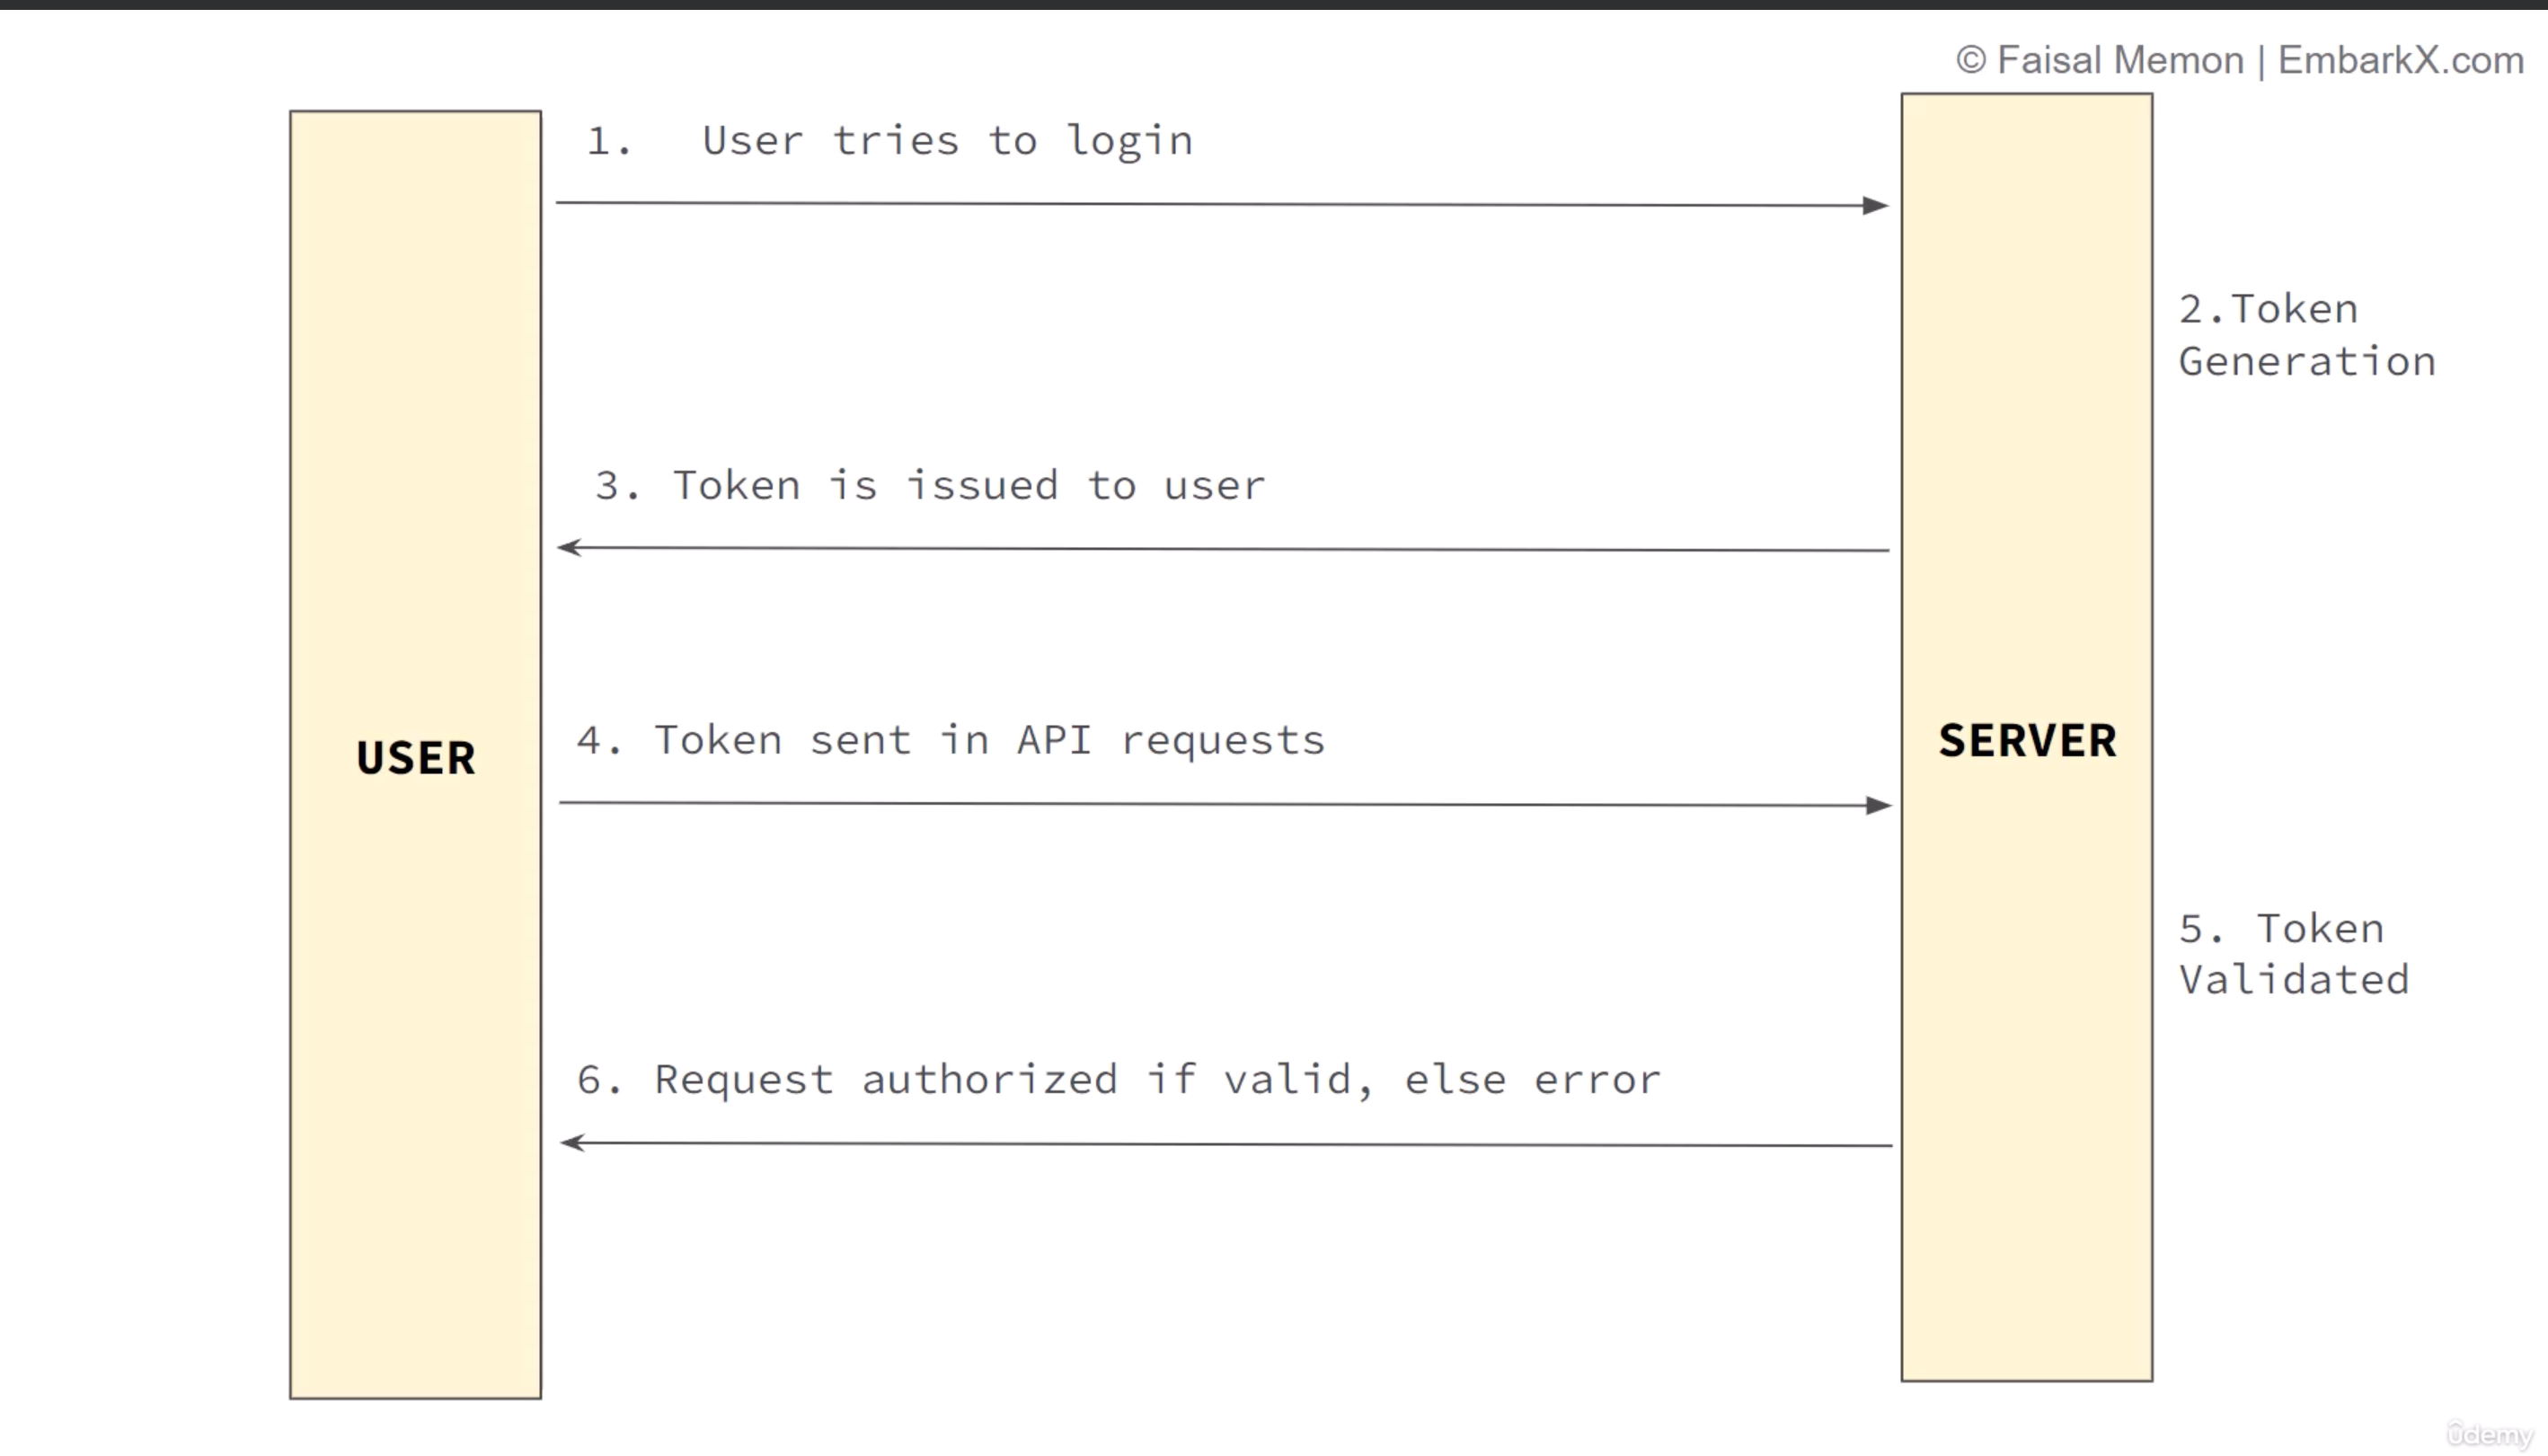 © Faisal Memon | EmbarkX.com
1. User tries to login
2.Token
Generation
3. Token is issued to user
4. Token sent in API requests
USER
SERVER
5. Token
Validated
6. Request authorized if valid, else error
ûdemy